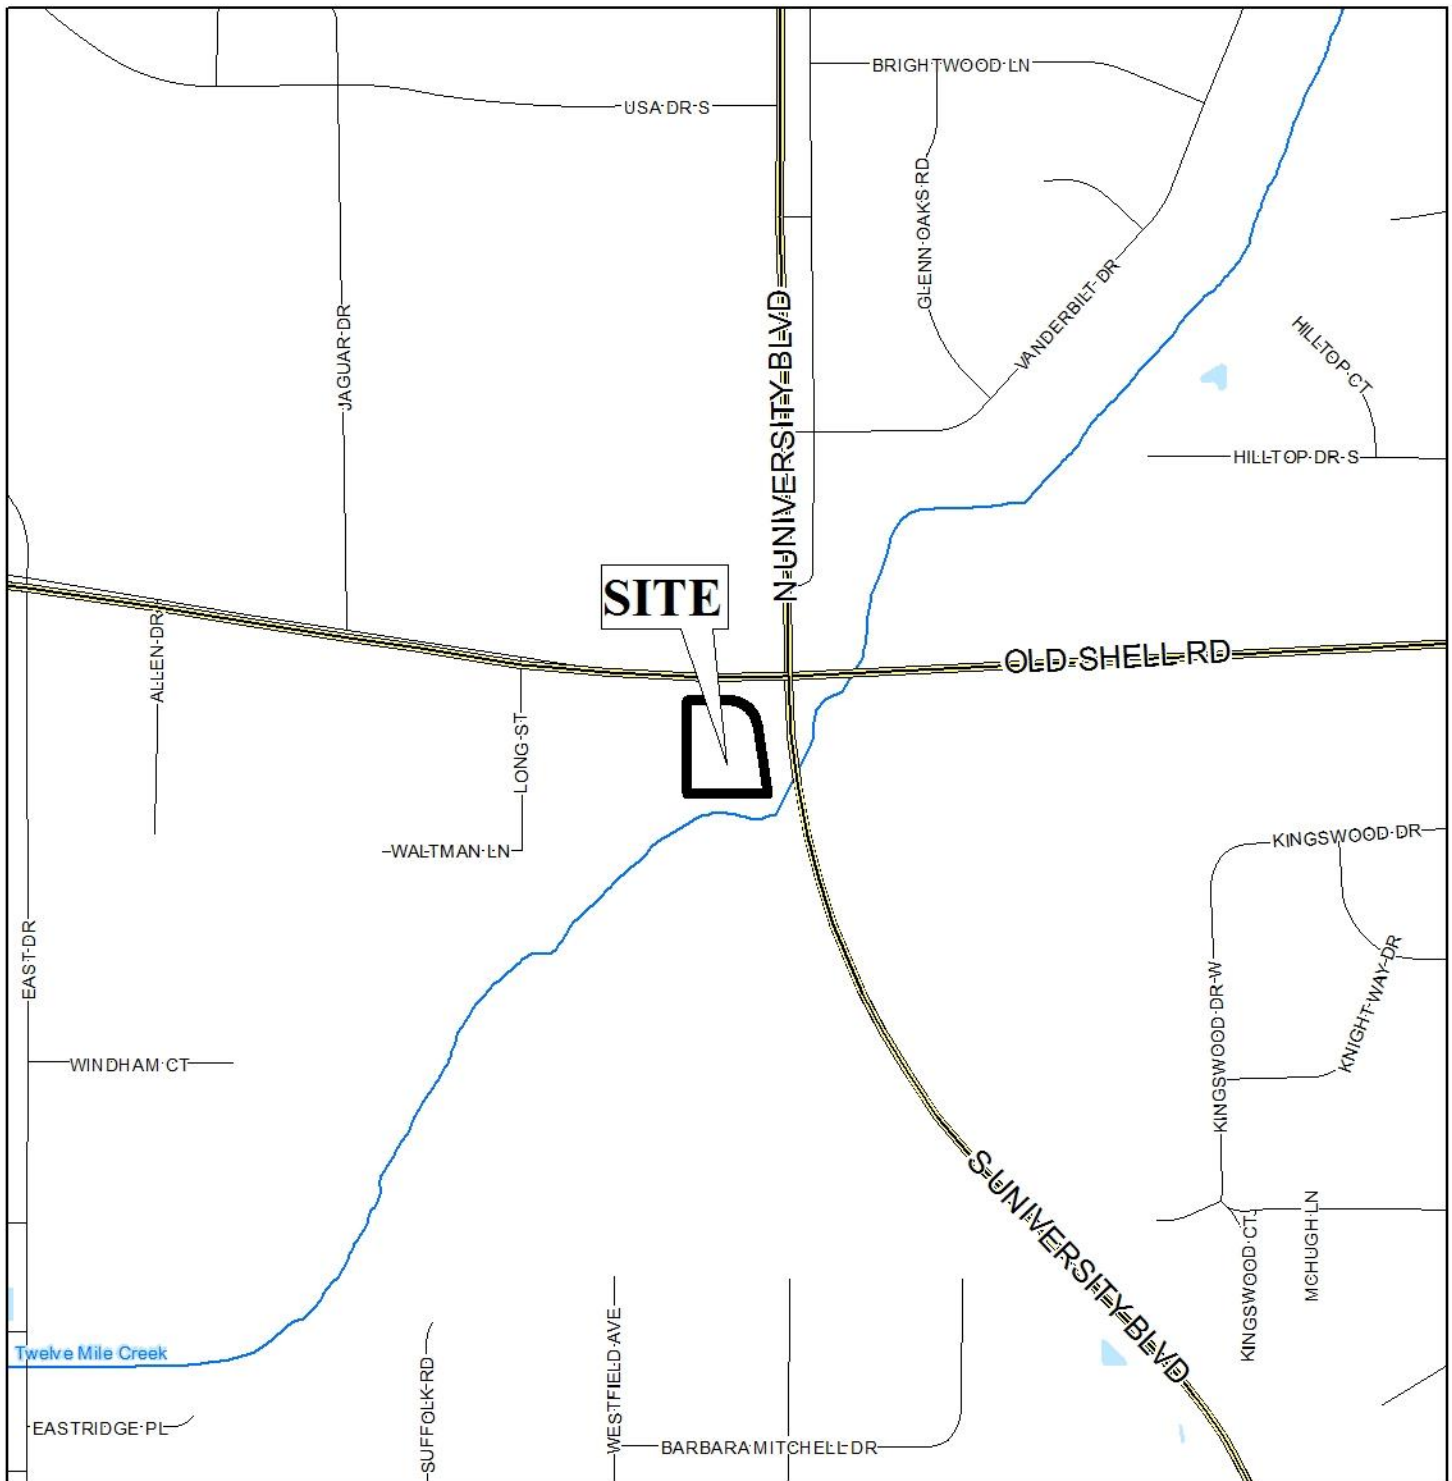 BRIGHTWOOD LN
USA DR S
GLENN OAKS RD
VANDERBILT DR
JAGUAR DR
N UNIVERSITY BLVD
HILLTOP CT
HILLTOP DR S
SITE
OLD SHELL RD
ALLEN DR
LONG ST
WALTMAN LN
KINGSWOOD DR
EAST DR
KINGSWOOD DR W
KNIGHT WAY DR
WINDHAM CT
S UNIVERSITY BLVD
KINGSWOOD CT
MCHUGH LN
Twelve Mile Creek
SUFFOLK RD
WESTFIELD AVE
EASTRIDGE PL
BARBARA MITCHELL DR